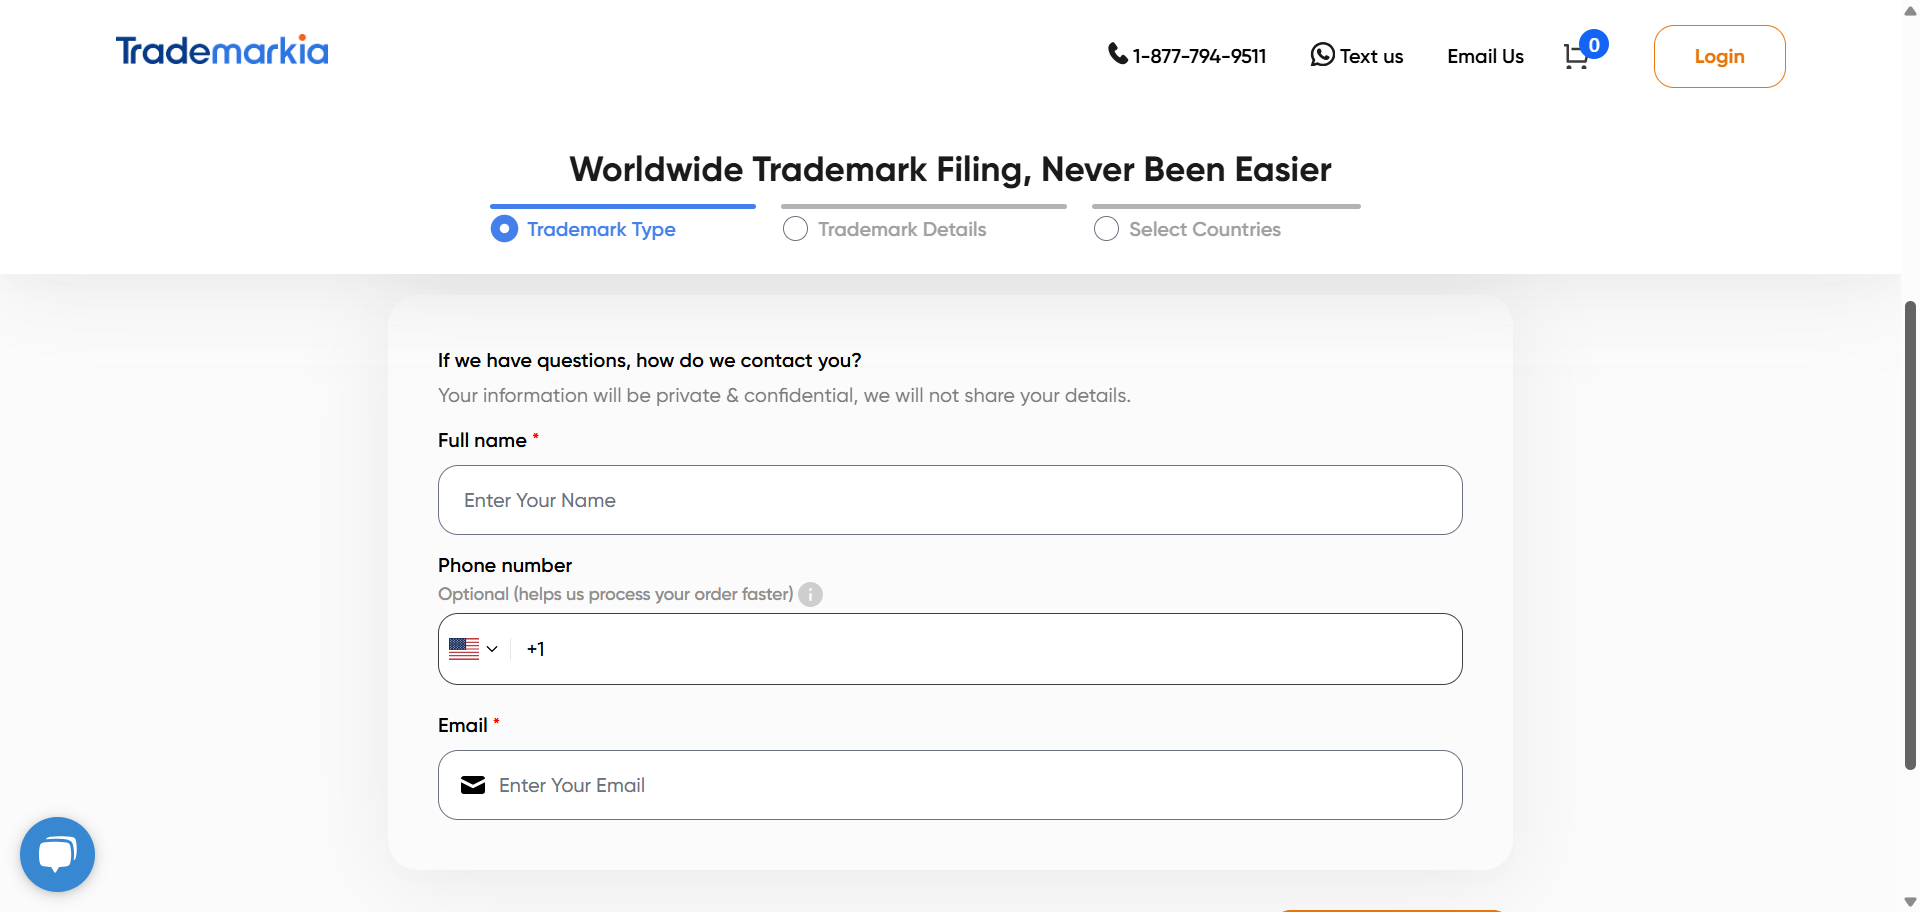 Trademarkia
1-877-794-9511
Text us
Email Us
0
Login
Worldwide Trademark Filing, Never Been Easier
Trademark Type
Trademark Details
Select Countries
If we have questions, how do we contact you?
Your information will be private & confidential, we will not share your details.
Full name *
Enter Your Name
Phone number
Optional (helps us process your order faster) i
+1
Email *
Enter Your Email